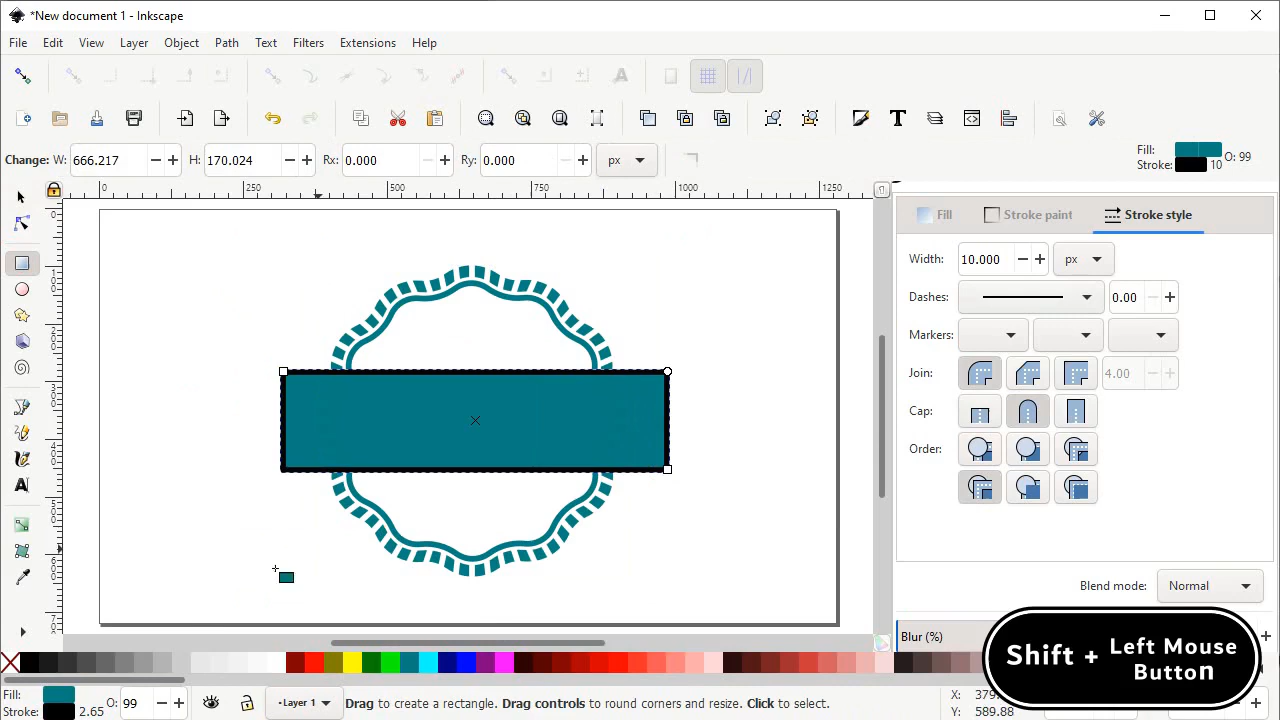 *New document 1 - Inkscape
File Edit View Layer Object Path Text Filters Extensions Help
Change: W: 666.217 H: 170.024 Rx: 0.000 Ry: 0.000 px
Fill: O: 99
Stroke: 10
0 250 500 750 1000 1250
Fill Stroke paint Stroke style
Width: 10.000 px
Dashes: 0.00
Markers:
Join: 4.00
Cap:
Order:
Blend mode: Normal
Blur (%)
Shift + Left Mouse Button
Fill: O: 99 Layer 1 Drag to create a rectangle. Drag controls to round corners and resize. Click to select. X:
Stroke: 2.65 Y: 589.88